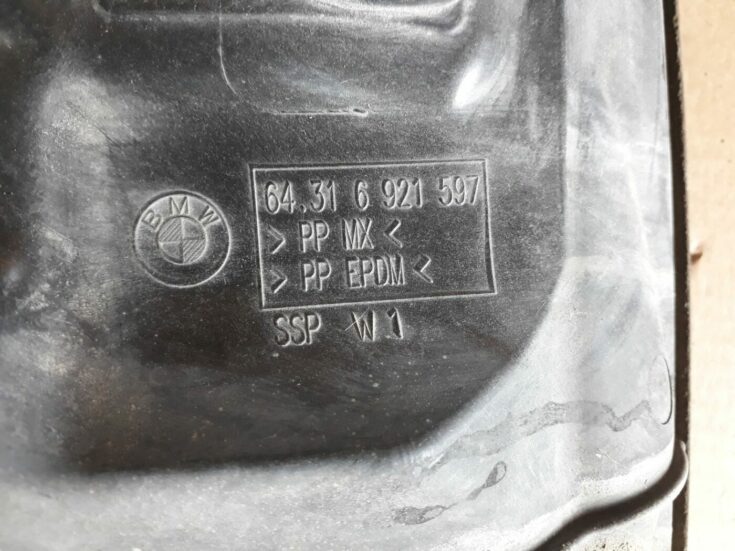 BMW
64.31 6 921 597
> PP MX <
> PP EPDM <
SSP W 1